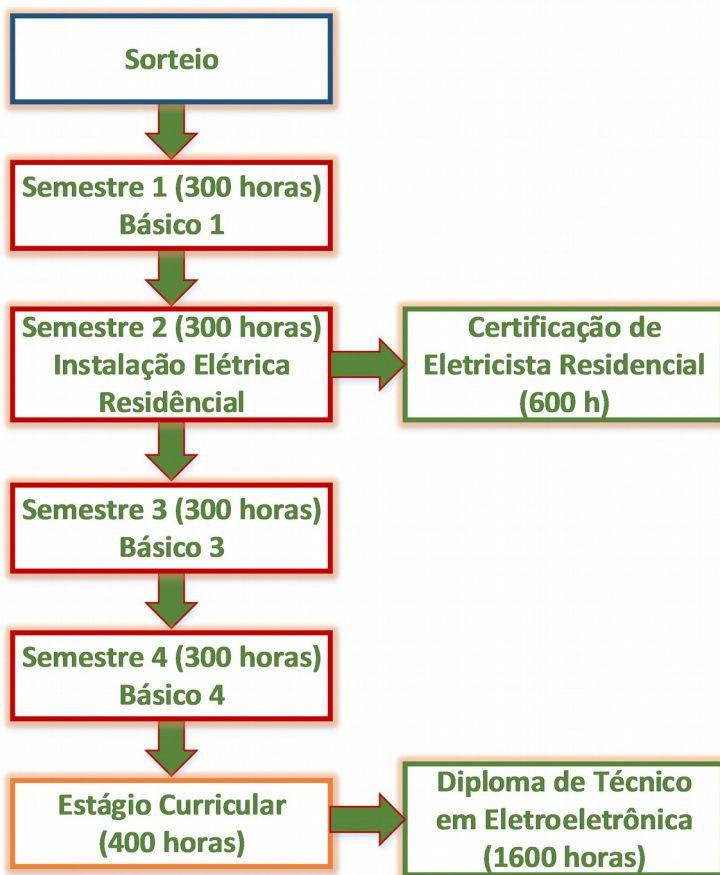 Sorteio
Semestre 1 (300 horas)
Básico 1
Semestre 2 (300 horas)
Instalação Elétrica
Residêncial
Certificação de
Eletricista Residencial
(600 h)
Semestre 3 (300 horas)
Básico 3
Semestre 4 (300 horas)
Básico 4
Estágio Curricular
(400 horas)
Diploma de Técnico
em Eletroeletrônica
(1600 horas)